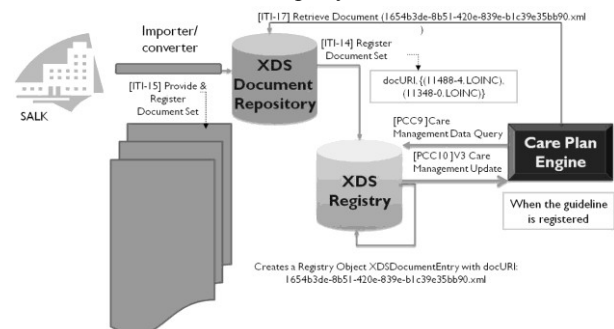 [ITI-17] Retrieve Document (1654b3de-8b51-420e-839e-b1c39e35bb90.xml
)
Importer/
converter
[ITI-14] Register
Document Set
XDS
Document
Repository
docURI.{(11488-4.LOINC).
(11348-0.LOINC)}
SALK
[ITI-15] Provide &
Register
Document Set
[PCC9]Care
Management Data Query
Care Plan
Engine
[PCC10]V3 Care
Management Update
XDS
Registry
When the guideline
is registered
Creates a Registry Object XDSDocumentEntry with docURI:
1654b3de-8b51-420e-839e-b1c39e35bb90.xml